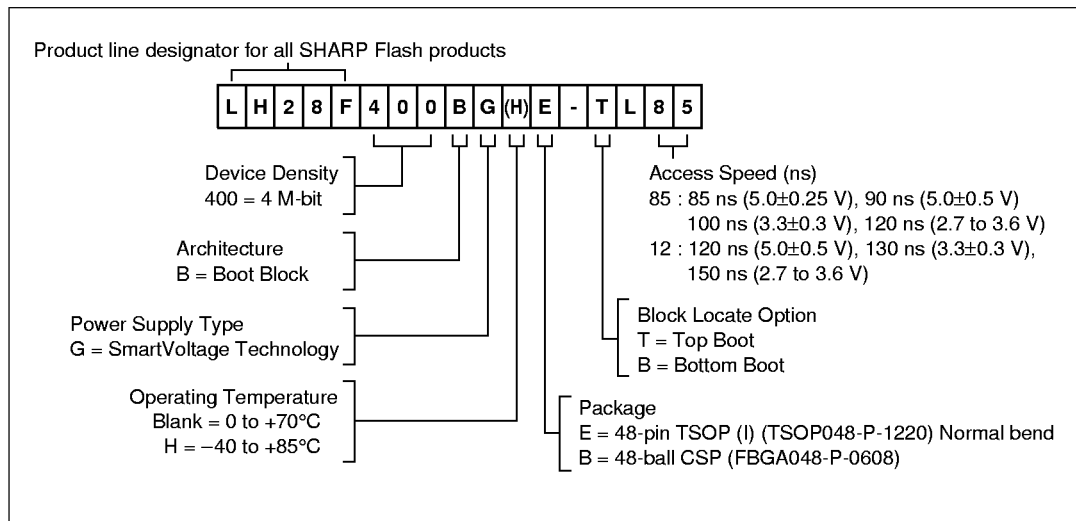 Product line designator for all SHARP Flash products
L H 2 8 F 4 0 0 B G (H) E - T L 8 5
Device Density
400 = 4 M-bit
Architecture
B = Boot Block
Power Supply Type
G = SmartVoltage Technology
Operating Temperature
Blank = 0 to +70°C
H = −40 to +85°C
Access Speed (ns)
85 : 85 ns (5.0±0.25 V), 90 ns (5.0±0.5 V)
100 ns (3.3±0.3 V), 120 ns (2.7 to 3.6 V)
12 : 120 ns (5.0±0.5 V), 130 ns (3.3±0.3 V),
150 ns (2.7 to 3.6 V)
Block Locate Option
T = Top Boot
B = Bottom Boot
Package
E = 48-pin TSOP (I) (TSOP048-P-1220) Normal bend
B = 48-ball CSP (FBGA048-P-0608)